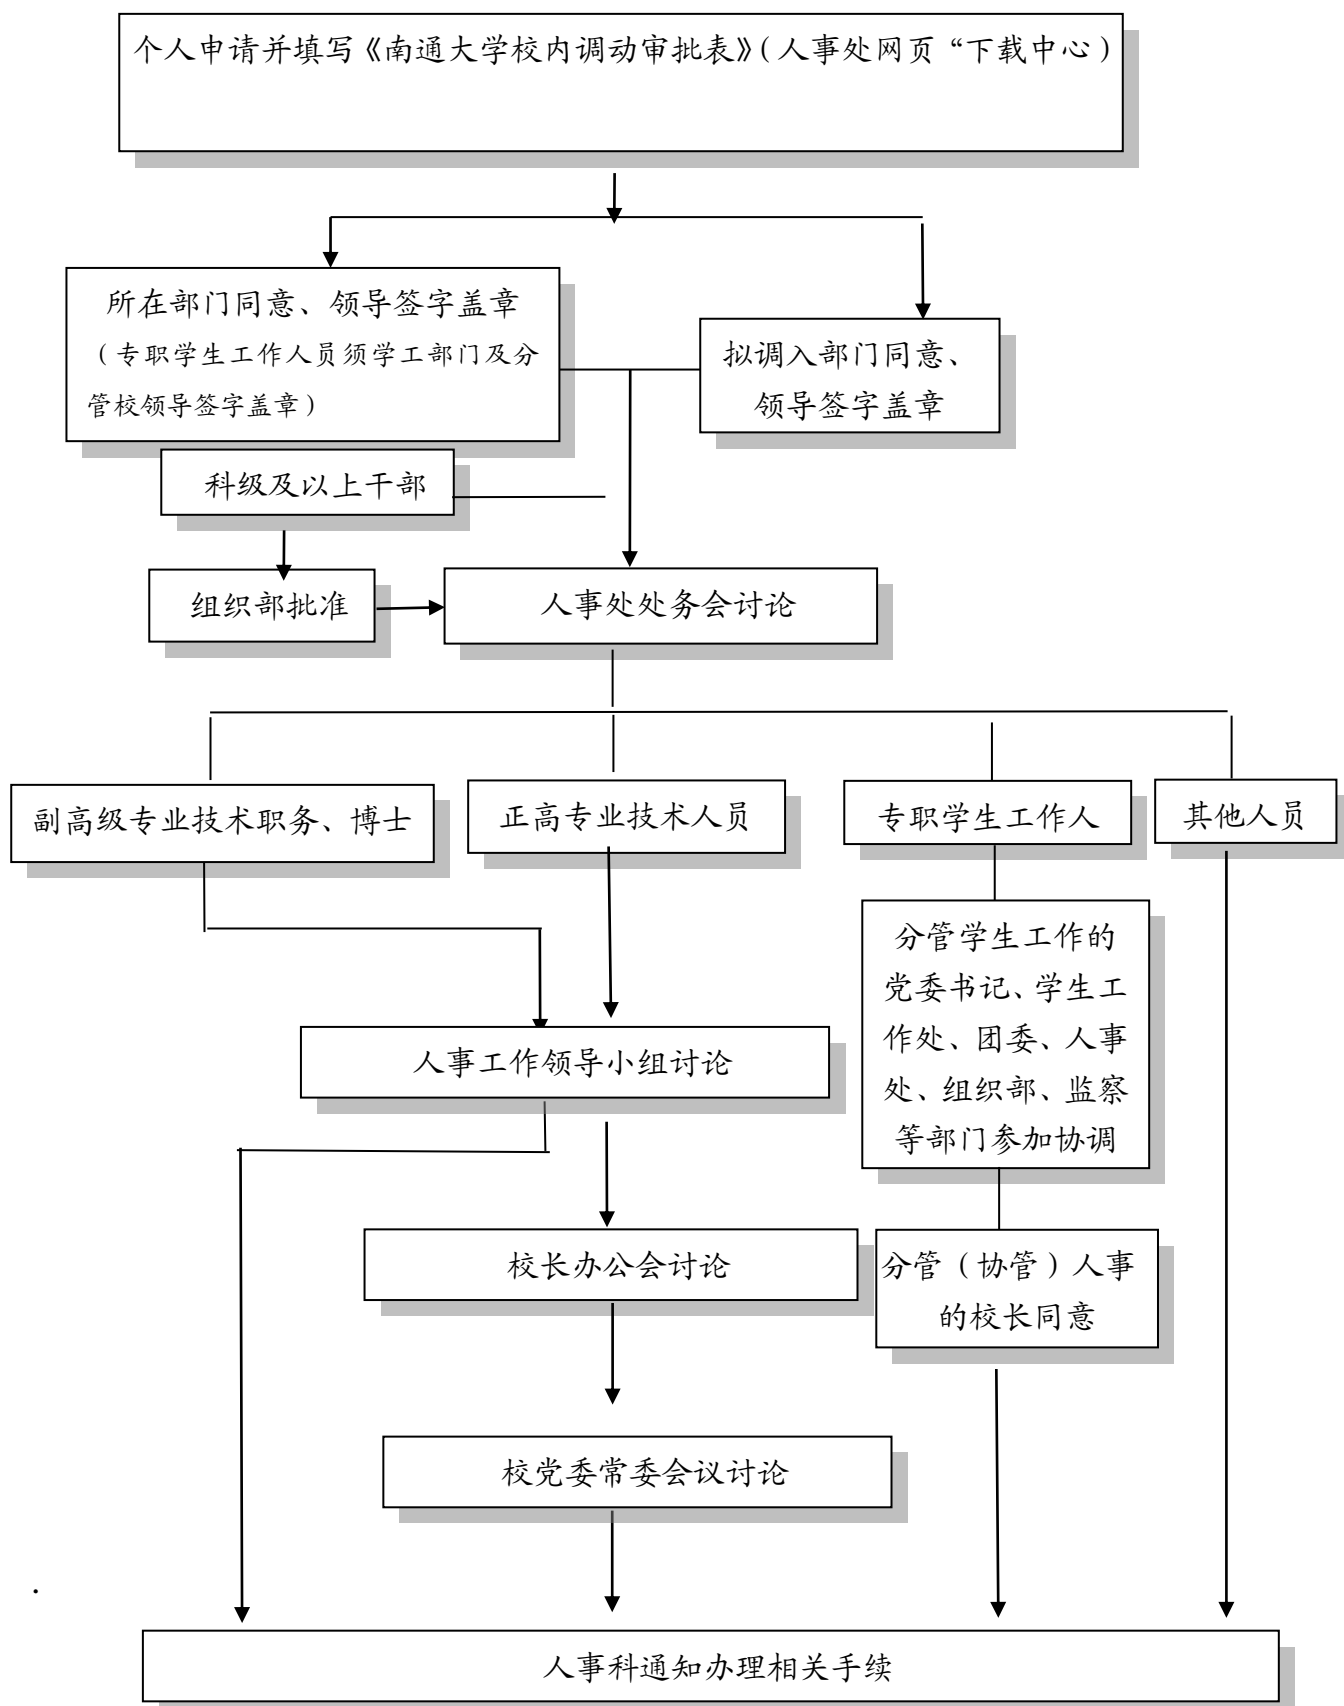 个人申请并填写《南通大学校内调动审批表》（人事处网页“下载中心）
所在部门同意、领导签字盖章
（专职学生工作人员须学工部门及分
管校领导签字盖章）
拟调入部门同意、
领导签字盖章
科级及以上干部
组织部批准
人事处处务会讨论
副高级专业技术职务、博士
正高专业技术人员
专职学生工作人
其他人员
分管学生工作的
党委书记、学生工
作处、团委、人事
处、组织部、监察
等部门参加协调
人事工作领导小组讨论
校长办公会讨论
分管（协管）人事
的校长同意
校党委常委会议讨论
.
人事科通知办理相关手续